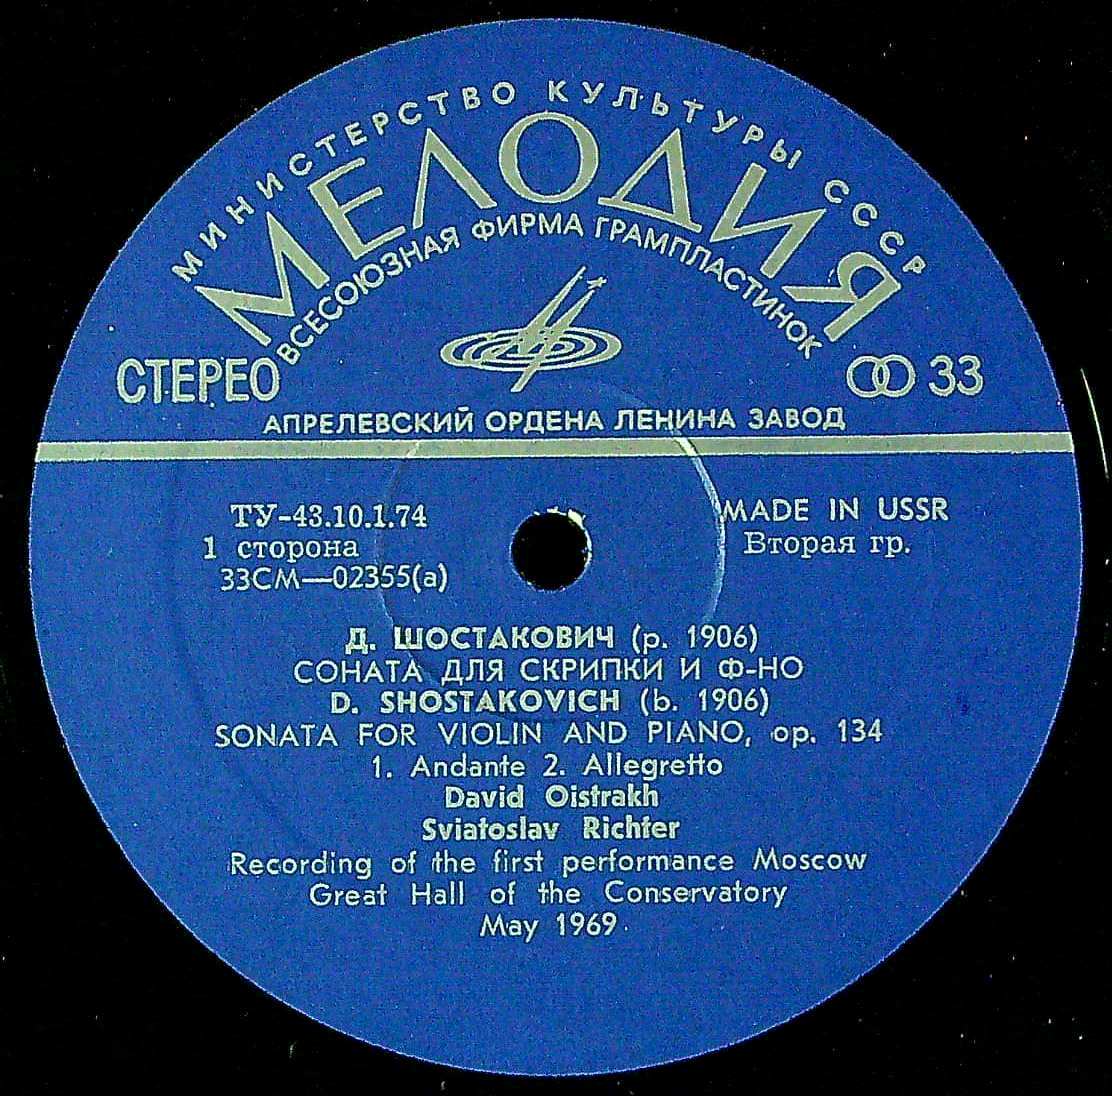 МИНИСТЕРСТВО КУЛЬТУРЫ СССР
МЕЛОДИЯ
ВСЕСОЮЗНАЯ ФИРМА ГРАМПЛАСТИНОК
СТЕРЕО
33
АПРЕЛЕВСКИЙ ОРДЕНА ЛЕНИНА ЗАВОД
ТУ-43.10.1.74
MADE IN USSR
1 сторона
Вторая гр.
33СМ—02355(а)
Д. ШОСТАКОВИЧ (р. 1906)
СОНАТА ДЛЯ СКРИПКИ И Ф-НО
D. SHOSTAKOVICH (b. 1906)
SONATA FOR VIOLIN AND PIANO, op. 134
1. Andante 2. Allegretto
David Oistrakh
Sviatoslav Richter
Recording of the first performance Moscow
Great Hall of the Conservatory
May 1969